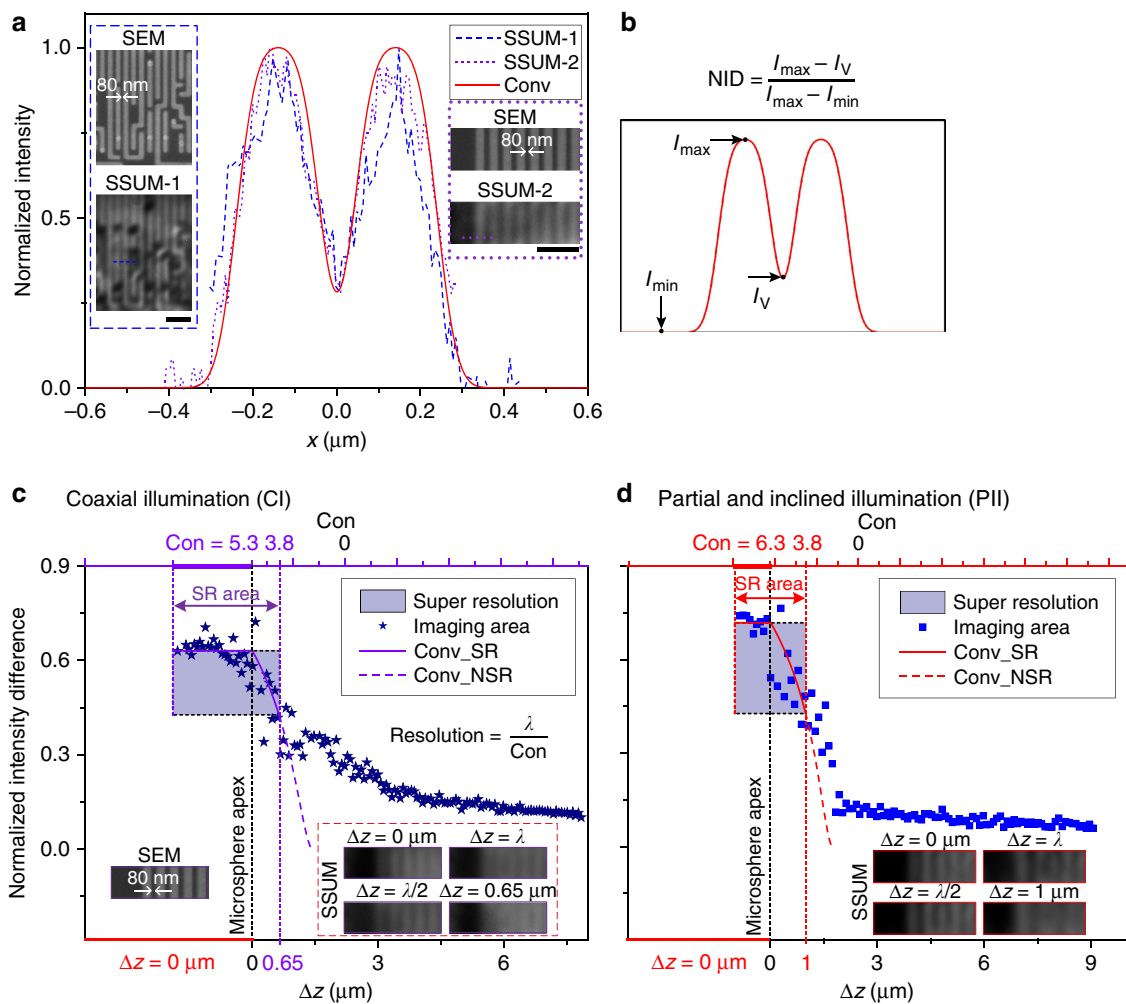 a
1.0
0.5
0.0
Normalized intensity
–0.6 –0.4 –0.2 0.0 0.2 0.4 0.6
x (μm)
SEM
80 nm
SSUM-1
SSUM-1
SSUM-2
Conv
SEM
80 nm
SSUM-2
b
NID = (I_max − I_V) / (I_max − I_min)
I_max
I_min
I_V
c Coaxial illumination (CI)
Con
Con = 5.3 3.8 0
0.9
0.6
0.3
0.0
Normalized intensity difference
SR area
Super resolution
Imaging area
Conv_SR
Conv_NSR
Resolution = λ / Con
Microsphere apex
SEM
80 nm
SSUM
Δz = 0 μm Δz = λ
Δz = λ/2 Δz = 0.65 μm
Δz = 0 μm 0 0.65 3 6
Δz (μm)
d Partial and inclined illumination (PII)
Con
Con = 6.3 3.8 0
SR area
Super resolution
Imaging area
Conv_SR
Conv_NSR
Microsphere apex
SSUM
Δz = 0 μm Δz = λ
Δz = λ/2 Δz = 1 μm
Δz = 0 μm 0 1 3 6 9
Δz (μm)